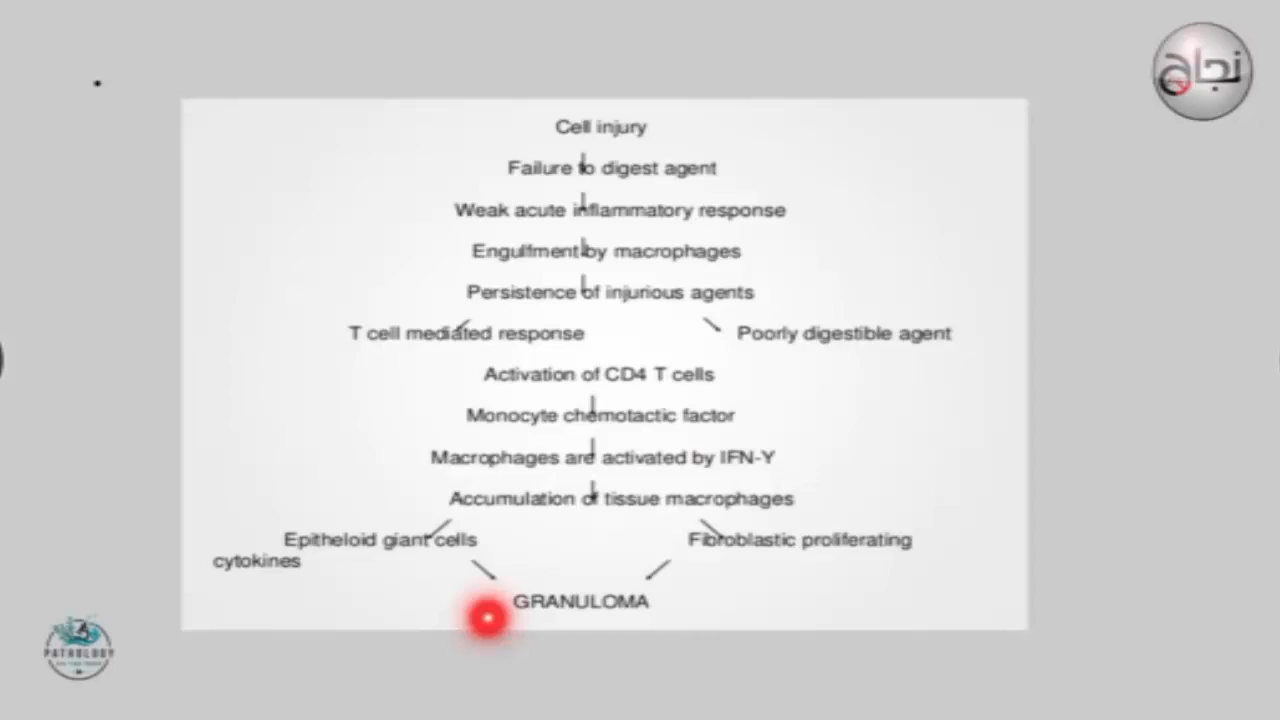 نجاح
Cell injury
Failure to digest agent
Weak acute inflammatory response
Engulfment by macrophages
Persistence of injurious agents
T cell mediated response Poorly digestible agent
Activation of CD4 T cells
Monocyte chemotactic factor
Macrophages are activated by IFN-Y
Accumulation of tissue macrophages
Epitheloid giant cells Fibroblastic proliferating
cytokines
GRANULOMA
PATHOLOGY